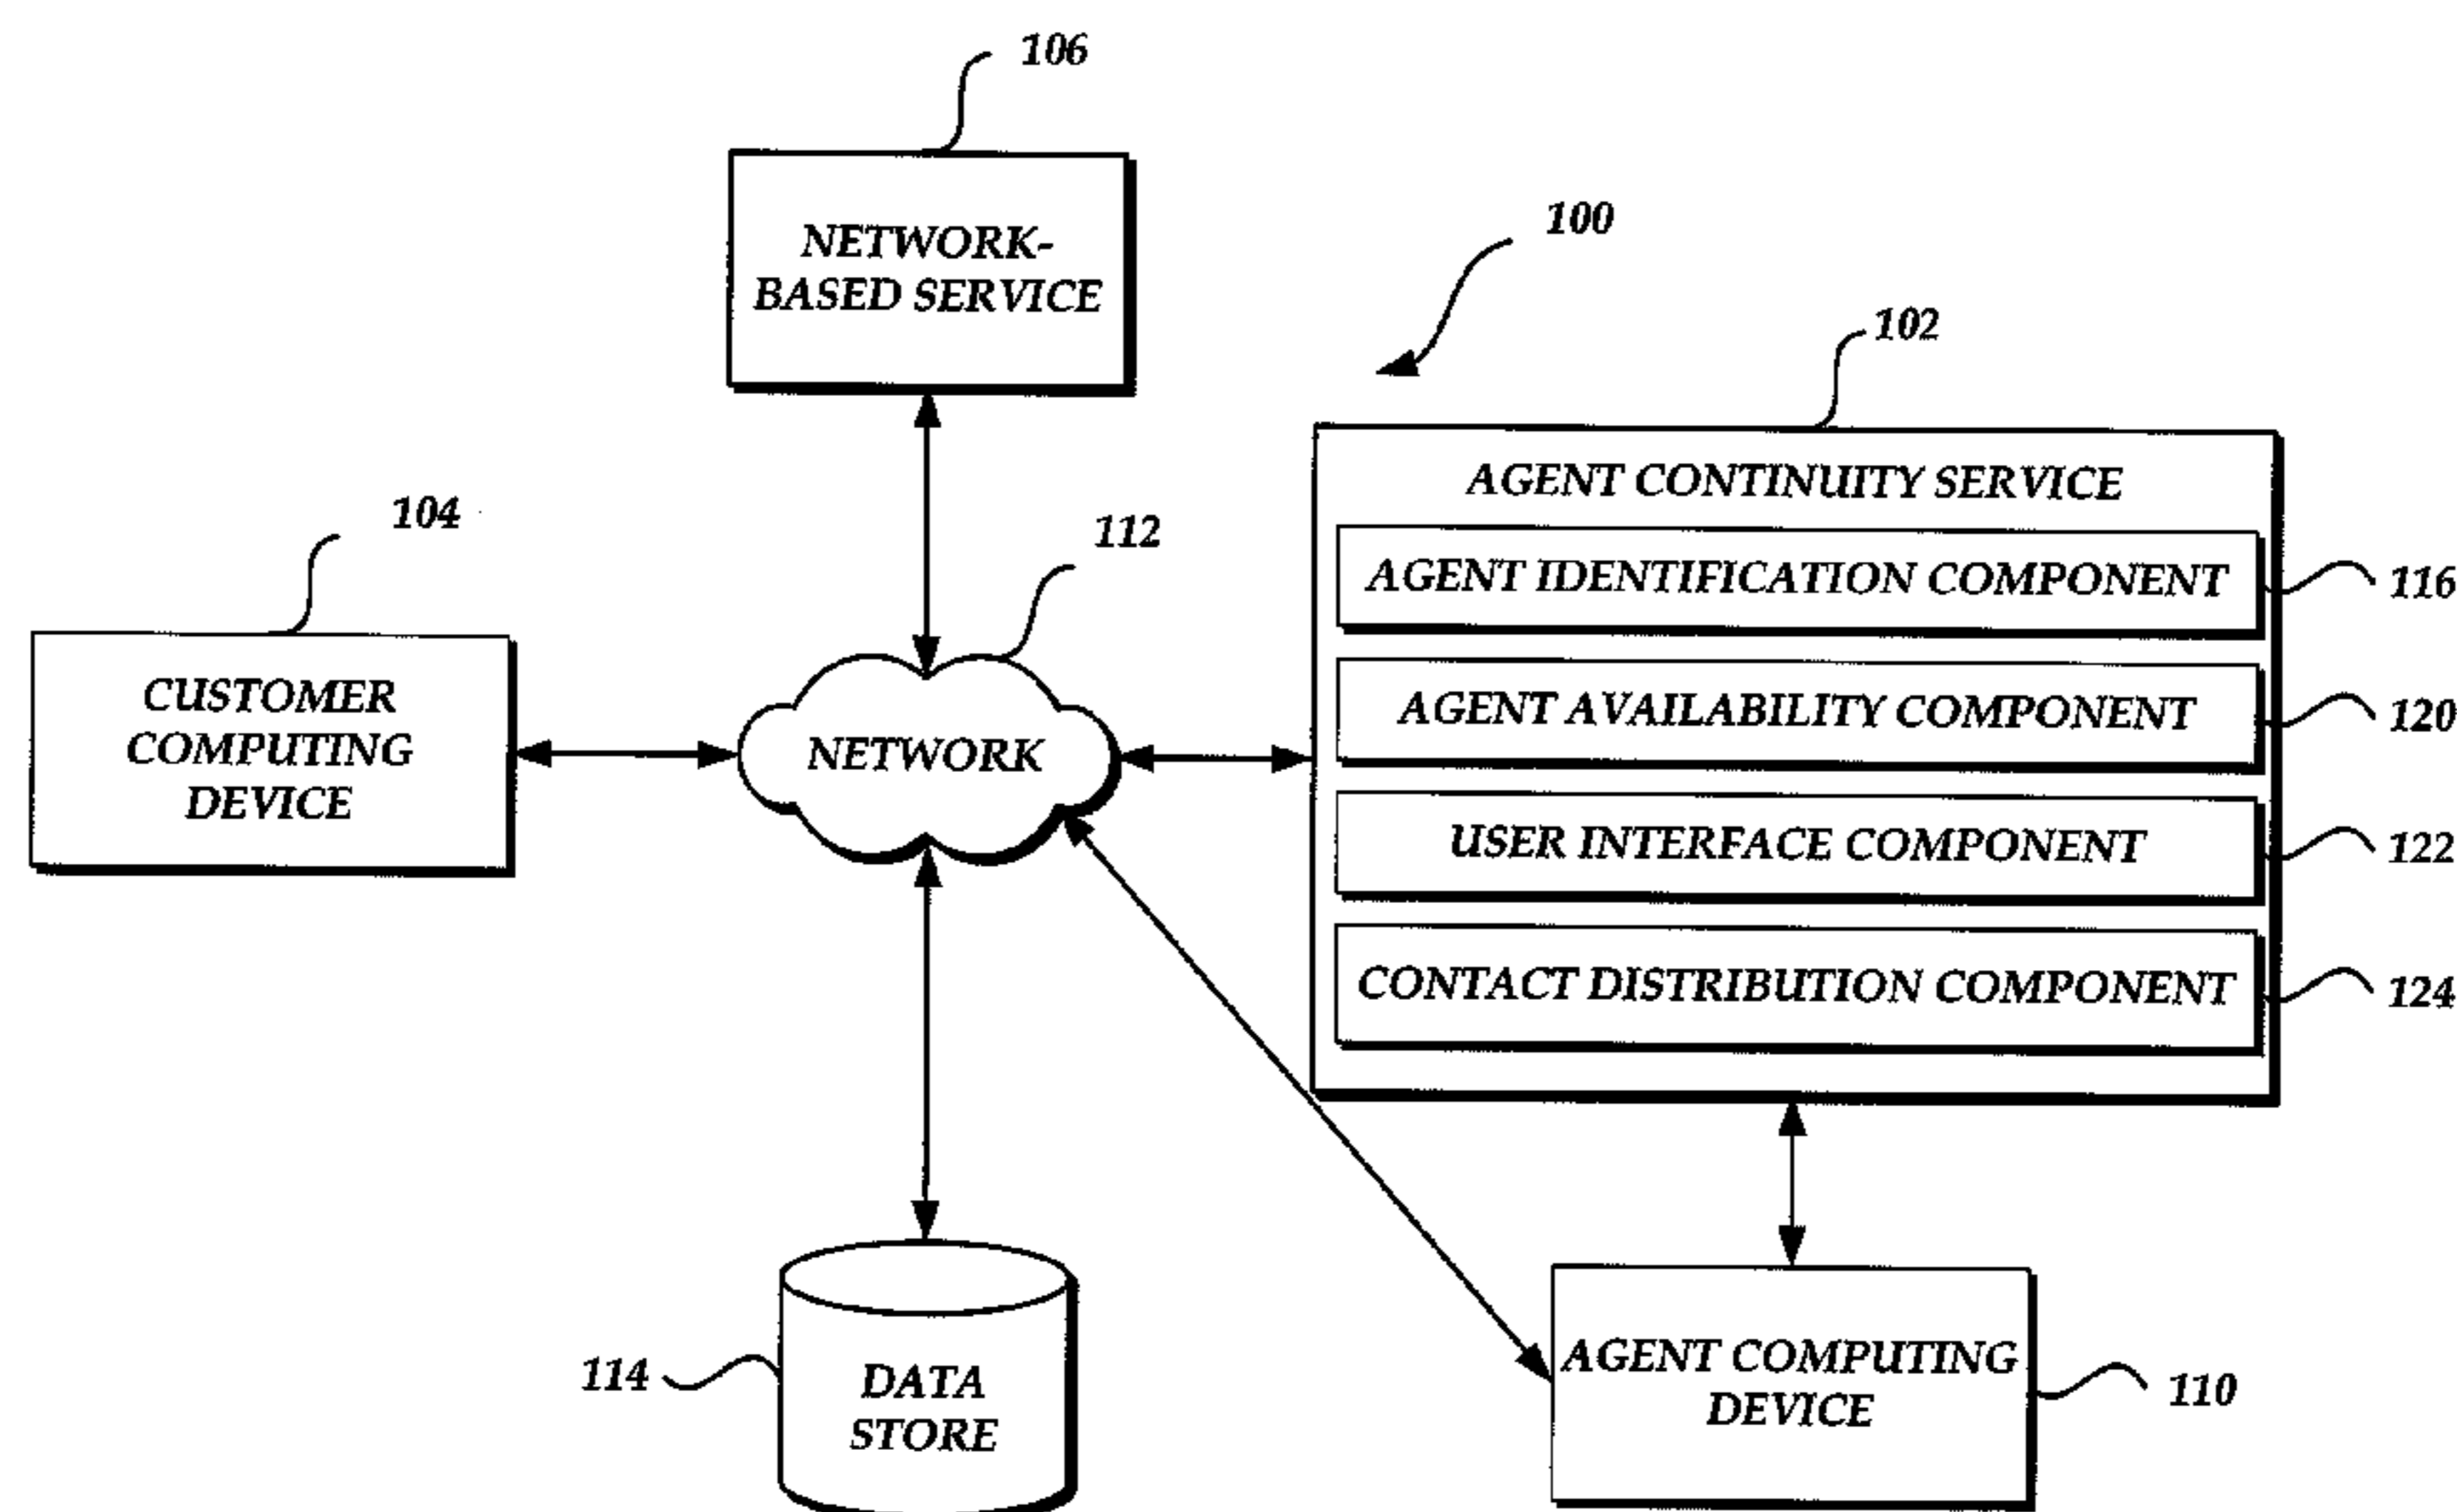 106
NETWORK-
BASED SERVICE
100
102
AGENT CONTINUITY SERVICE
104
112
AGENT IDENTIFICATION COMPONENT
116
CUSTOMER
COMPUTING
DEVICE
NETWORK
AGENT AVAILABILITY COMPONENT
120
USER INTERFACE COMPONENT
122
CONTACT DISTRIBUTION COMPONENT
124
114
DATA
STORE
AGENT COMPUTING
DEVICE
110